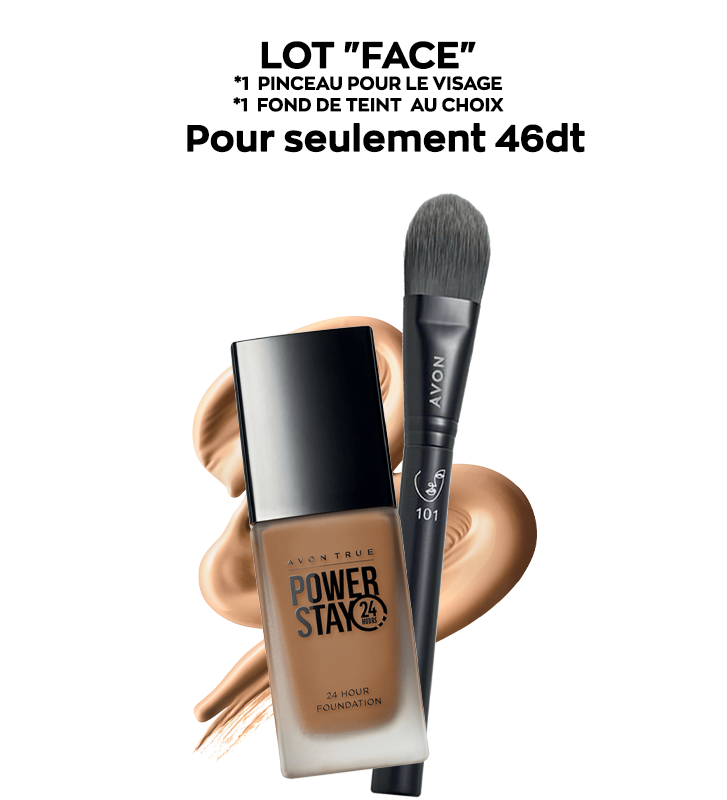 LOT "FACE"
*1 PINCEAU POUR LE VISAGE
*1 FOND DE TEINT AU CHOIX
Pour seulement 46dt
AVON
101
AVON TRUE
POWER
STAY 24
HOURS
24 HOUR
FOUNDATION